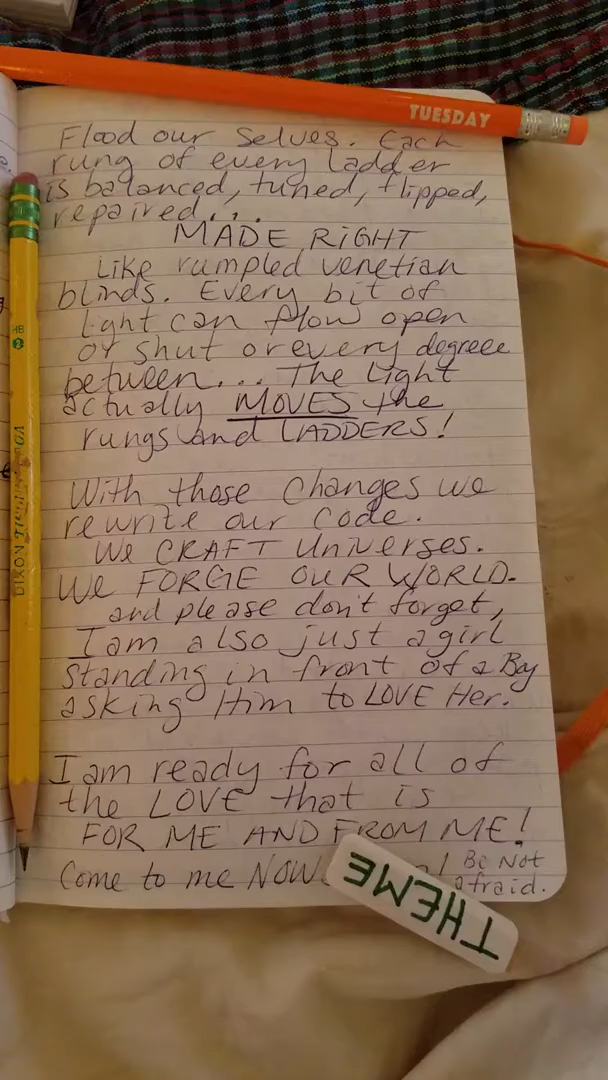 TUESDAY
Flood our Selves. Each
rung of every ladder
is balanced, tuned, flipped,
repaired...
MADE RIGHT
Like rumpled venetian
blinds. Every bit of
light can flow open
or shut or every degreee
between... The Light
actually MOVES the
rungs and LADDERS!
With those changes we
rewrite our code.
We CRAFT Universes.
We FORGE OUR WORLD.
and please don't forget,
I am also just a girl
standing in front of a Boy
asking Him to LOVE Her.
I am ready for all of
the LOVE that is
FOR ME AND FROM ME!
Come to me NOW
Be Not
afraid.
THEME
HB
2
DIXON